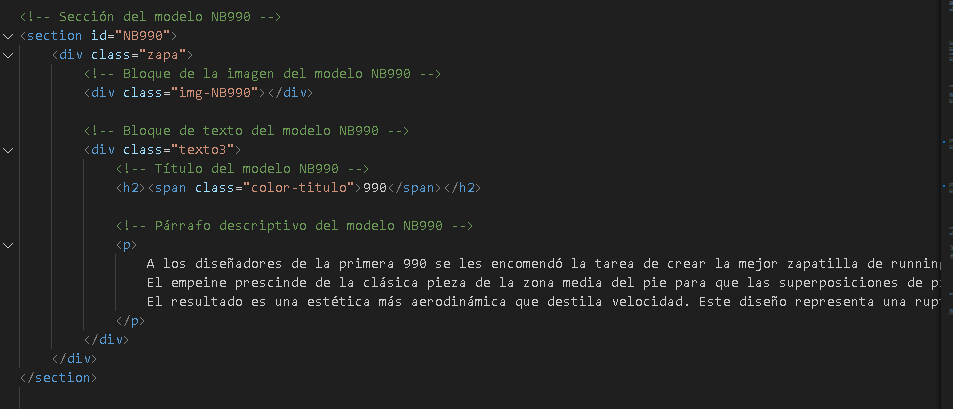 <!-- Sección del modelo NB990 -->
<section id="NB990">
<div class="zapa">
<!-- Bloque de la imagen del modelo NB990 -->
<div class="img-NB990"></div>
<!-- Bloque de texto del modelo NB990 -->
<div class="texto3">
<!-- Título del modelo NB990 -->
<h2><span class="color-titulo">990</span></h2>
<!-- Párrafo descriptivo del modelo NB990 -->
<p>
A los diseñadores de la primera 990 se les encomendó la tarea de crear la mejor zapatilla de running
El empeine prescinde de la clásica pieza de la zona media del pie para que las superposiciones de
El resultado es una estética más aerodinámica que destila velocidad. Este diseño representa una
</p>
</div>
</div>
</section>